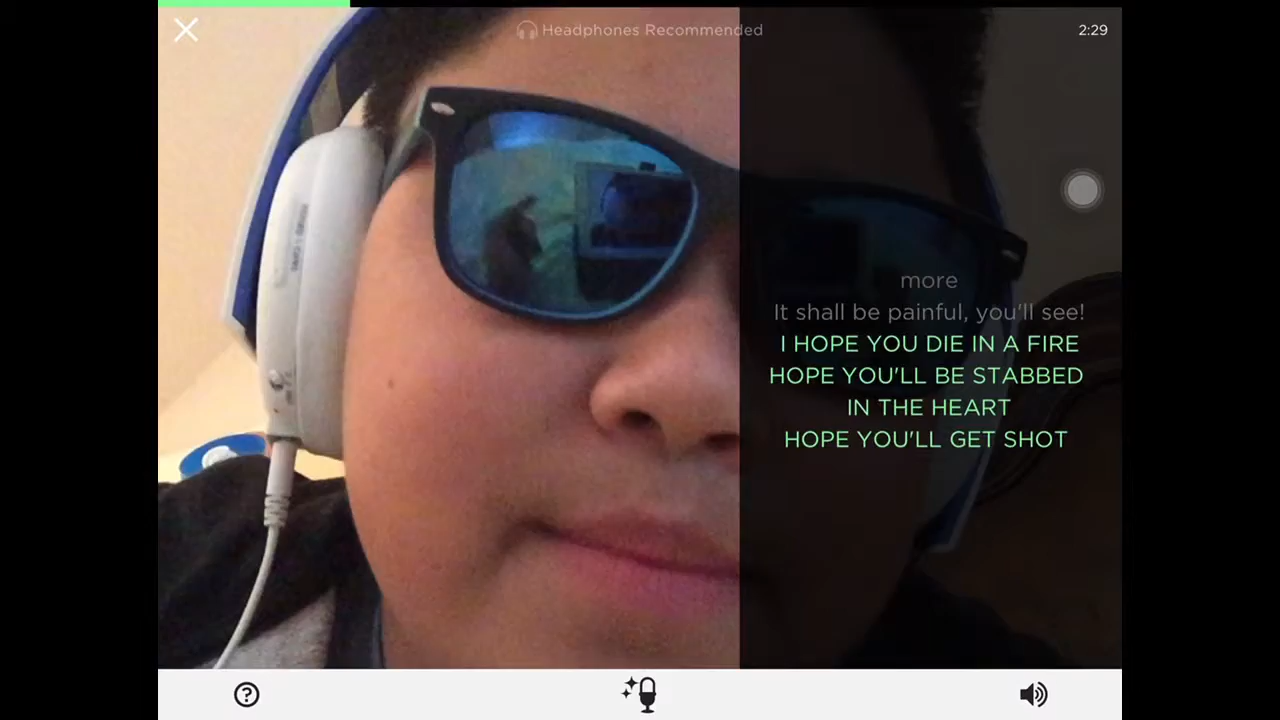 Headphones Recommended
2:29
more
It shall be painful, you'll see!
I HOPE YOU DIE IN A FIRE
HOPE YOU'LL BE STABBED
IN THE HEART
HOPE YOU'LL GET SHOT